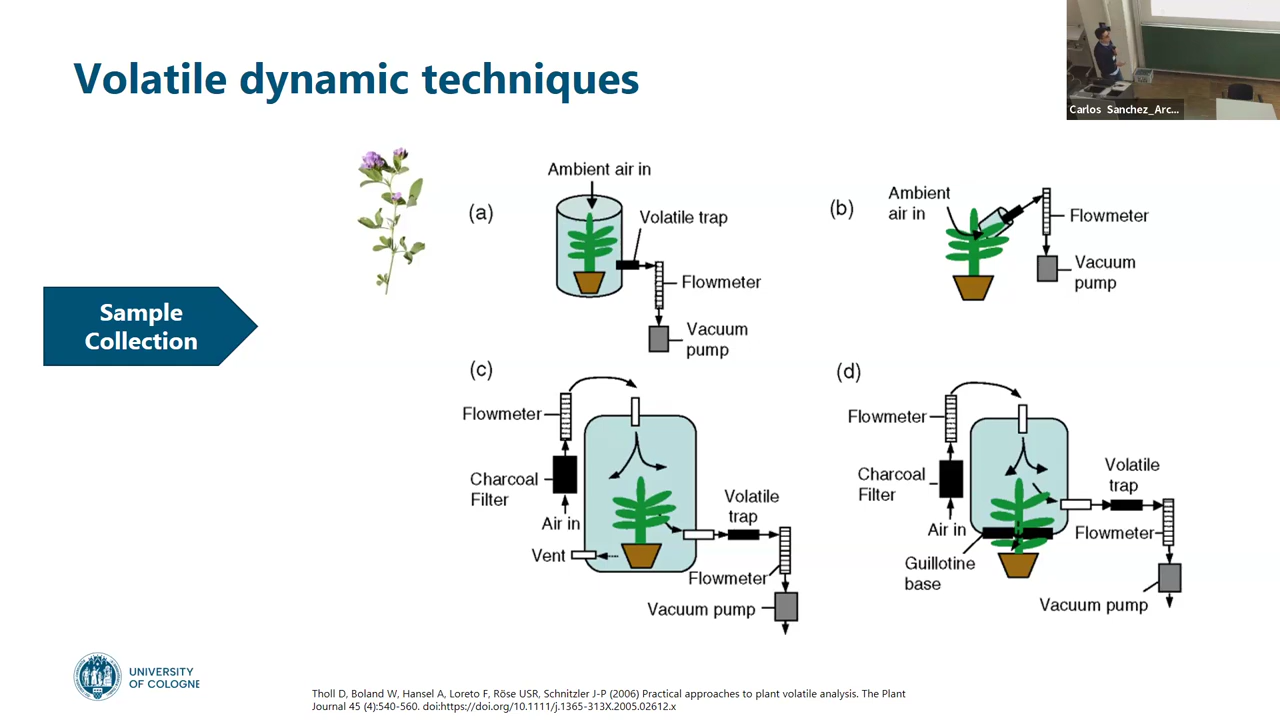 Volatile dynamic techniques
Carlos Sanchez_Arc...
Sample
Collection
(a)
Ambient air in
Volatile trap
Flowmeter
Vacuum
pump
(b)
Ambient
air in
Flowmeter
Vacuum
pump
(c)
Flowmeter
Charcoal
Filter
Air in
Vent
Volatile
trap
Flowmeter
Vacuum pump
(d)
Flowmeter
Charcoal
Filter
Air in
Guillotine
base
Volatile
trap
Flowmeter
Vacuum pump
UNIVERSITY
OF COLOGNE
Tholl D, Boland W, Hansel A, Loreto F, Röse USR, Schnitzler J-P (2006) Practical approaches to plant volatile analysis. The Plant
Journal 45 (4):540-560. doi:https://doi.org/10.1111/j.1365-313X.2005.02612.x